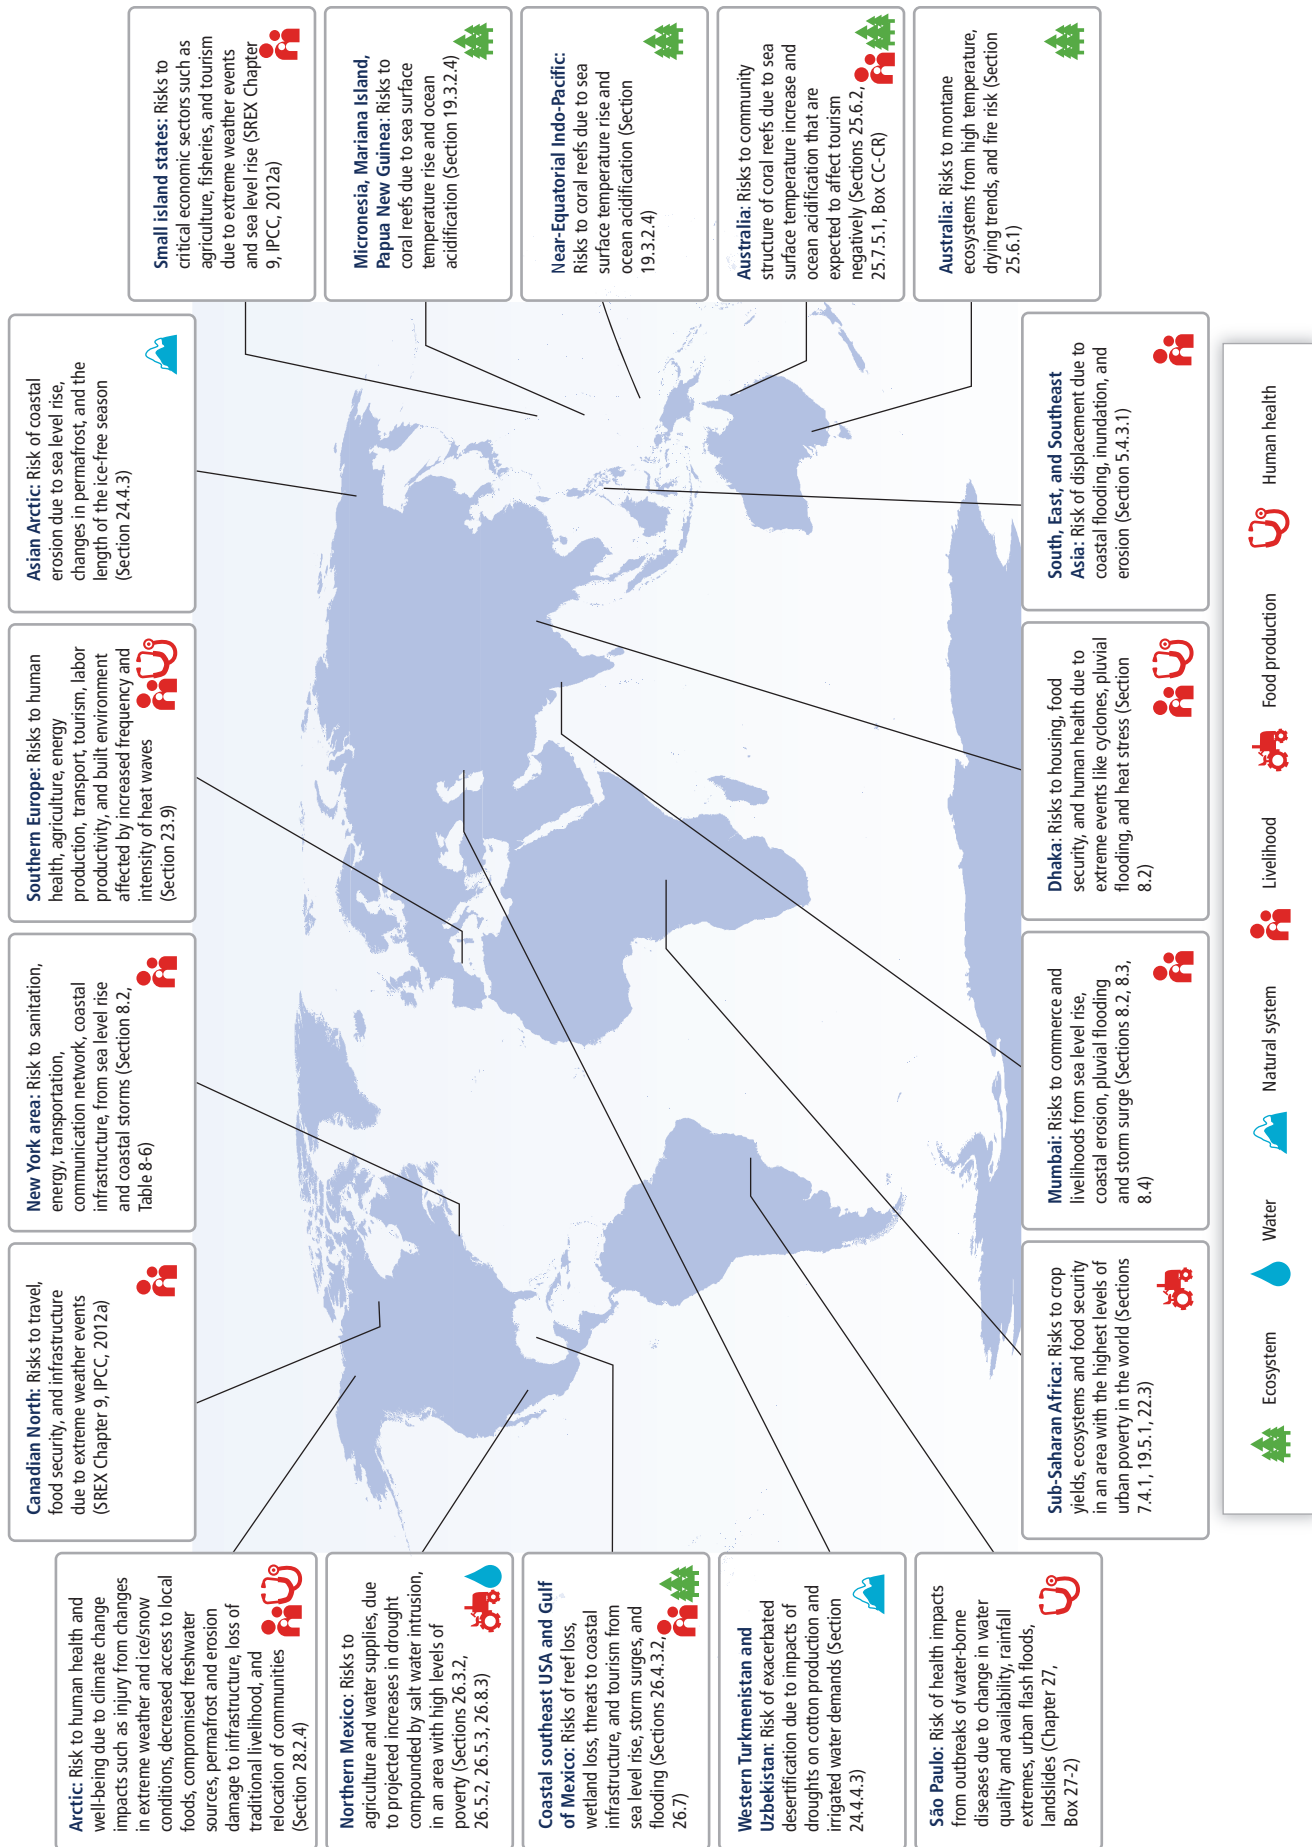 Arctic: Risk to human health and
well-being due to climate change
impacts such as injury from changes
in extreme weather and ice/snow
conditions, decreased access to local
foods, compromised freshwater
sources, permafrost and erosion
damage to infrastructure, loss of
traditional livelihood, and
relocation of communities
(Section 28.2.4)
Canadian North: Risks to travel,
food security, and infrastructure
due to extreme weather events
(SREX Chapter 9, IPCC, 2012a)
New York area: Risk to sanitation,
energy, transportation,
communication network, coastal
infrastructure, from sea level rise
and coastal storms (Section 8.2,
Table 8-6)
Southern Europe: Risks to human
health, agriculture, energy
production, transport, tourism, labor
productivity, and built environment
affected by increased frequency and
intensity of heat waves
(Section 23.9)
Asian Arctic: Risk of coastal
erosion due to sea level rise,
changes in permafrost, and the
length of the ice-free season
(Section 24.4.3)
Small island states: Risks to
critical economic sectors such as
agriculture, fisheries, and tourism
due to extreme weather events
and sea level rise (SREX Chapter
9, IPCC, 2012a)
Northern Mexico: Risks to
agriculture and water supplies, due
to projected increases in drought
compounded by salt water intrusion,
in an area with high levels of
poverty (Sections 26.3.2,
26.5.2, 26.5.3, 26.8.3)
Micronesia, Mariana Island,
Papua New Guinea: Risks to
coral reefs due to sea surface
temperature rise and ocean
acidification (Section 19.3.2.4)
Coastal southeast USA and Gulf
of Mexico: Risks of reef loss,
wetland loss, threats to coastal
infrastructure, and tourism from
sea level rise, storm surges, and
flooding (Sections 26.4.3.2,
26.7)
Near-Equatorial Indo-Pacific:
Risks to coral reefs due to sea
surface temperature rise and
ocean acidification (Section
19.3.2.4)
Western Turkmenistan and
Uzbekistan: Risk of exacerbated
desertification due to impacts of
droughts on cotton production and
irrigated water demands (Section
24.4.4.3)
Australia: Risks to community
structure of coral reefs due to sea
surface temperature increase and
ocean acidification that are
expected to affect tourism
negatively (Sections 25.6.2,
25.7.5.1, Box CC-CR)
São Paulo: Risk of health impacts
from outbreaks of water-borne
diseases due to change in water
quality and availability, rainfall
extremes, urban flash floods,
landslides (Chapter 27,
Box 27-2)
Australia: Risks to montane
ecosystems from high temperature,
drying trends, and fire risk (Section
25.6.1)
Sub-Saharan Africa: Risks to crop
yields, ecosystems and food security
in an area with the highest levels of
urban poverty in the world (Sections
7.4.1, 19.5.1, 22.3)
Mumbai: Risks to commerce and
livelihoods from sea level rise,
coastal erosion, pluvial flooding
and storm surge (Sections 8.2, 8.3,
8.4)
Dhaka: Risks to housing, food
security, and human health due to
extreme events like cyclones, pluvial
flooding, and heat stress (Section
8.2)
South, East, and Southeast
Asia: Risk of displacement due to
coastal flooding, inundation, and
erosion (Section 5.4.3.1)
Ecosystem
Water
Natural system
Livelihood
Food production
Human health